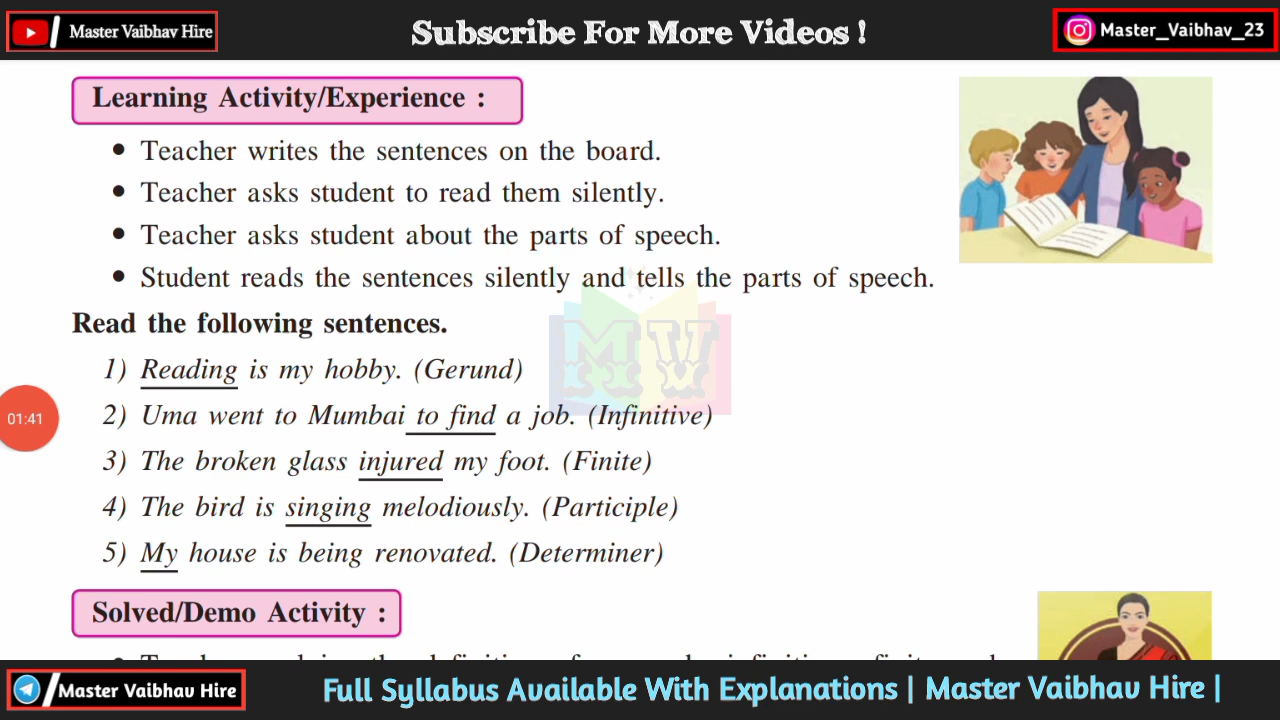 Master Vaibhav Hire
Subscribe For More Videos !
Master_Vaibhav_23
Learning Activity/Experience :
• Teacher writes the sentences on the board.
• Teacher asks student to read them silently.
• Teacher asks student about the parts of speech.
• Student reads the sentences silently and tells the parts of speech.
Read the following sentences.
MV
1) Reading is my hobby. (Gerund)
2) Uma went to Mumbai to find a job. (Infinitive)
01:41
3) The broken glass injured my foot. (Finite)
4) The bird is singing melodiously. (Participle)
5) My house is being renovated. (Determiner)
Solved/Demo Activity :
Master Vaibhav Hire
Full Syllabus Available With Explanations | Master Vaibhav Hire |